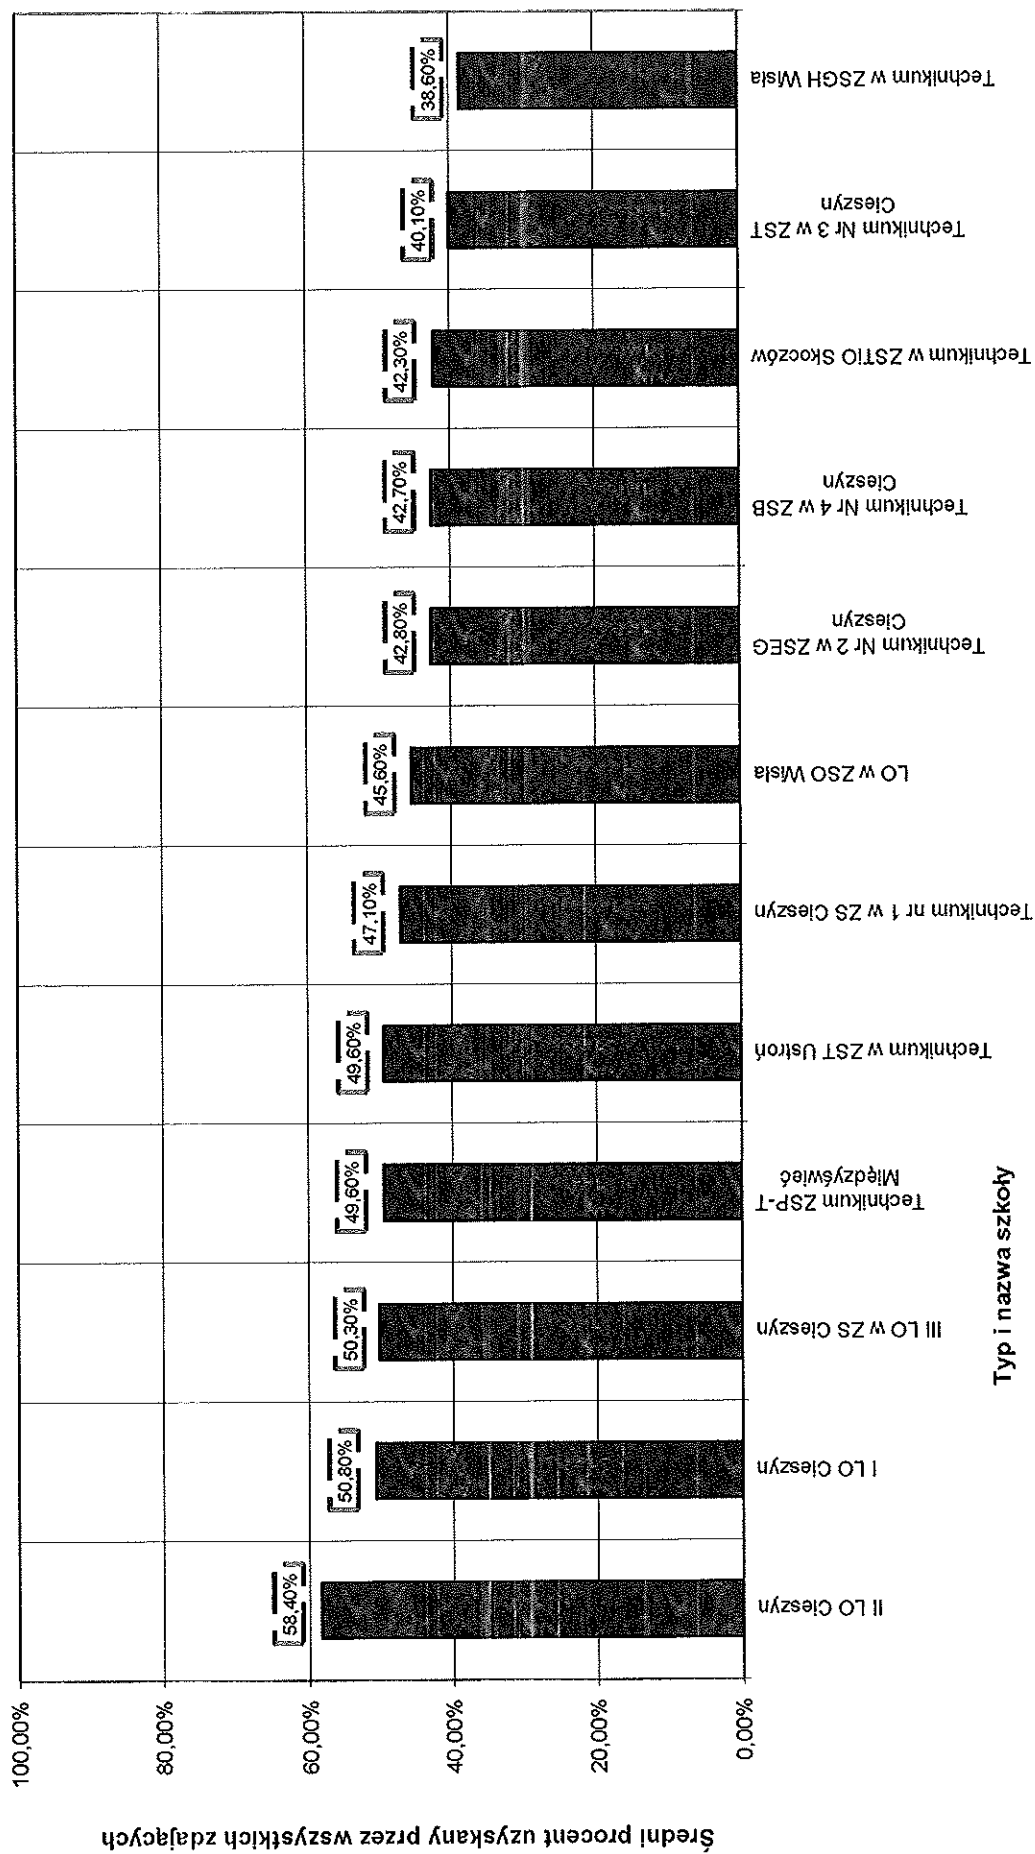 Średni procent uzyskany przez wszystkich zdających
100,00%
80,00%
60,00%
40,00%
20,00%
0,00%
58,40%
50,80%
50,30%
49,60%
49,60%
47,10%
45,60%
42,80%
42,70%
42,30%
40,10%
38,60%
II LO Cieszyn
I LO Cieszyn
III LO w ZS Cieszyn
Technikum ZSP-T
Międzyświeć
Technikum w ZST Ustroń
Technikum nr 1 w ZS Cieszyn
LO w ZSO Wisła
Technikum Nr 2 w ZSEG
Cieszyn
Technikum Nr 4 w ZSB
Cieszyn
Technikum w ZSTiO Skoczów
Technikum Nr 3 w ZST
Cieszyn
Technikum w ZSGH Wisła
Typ i nazwa szkoły